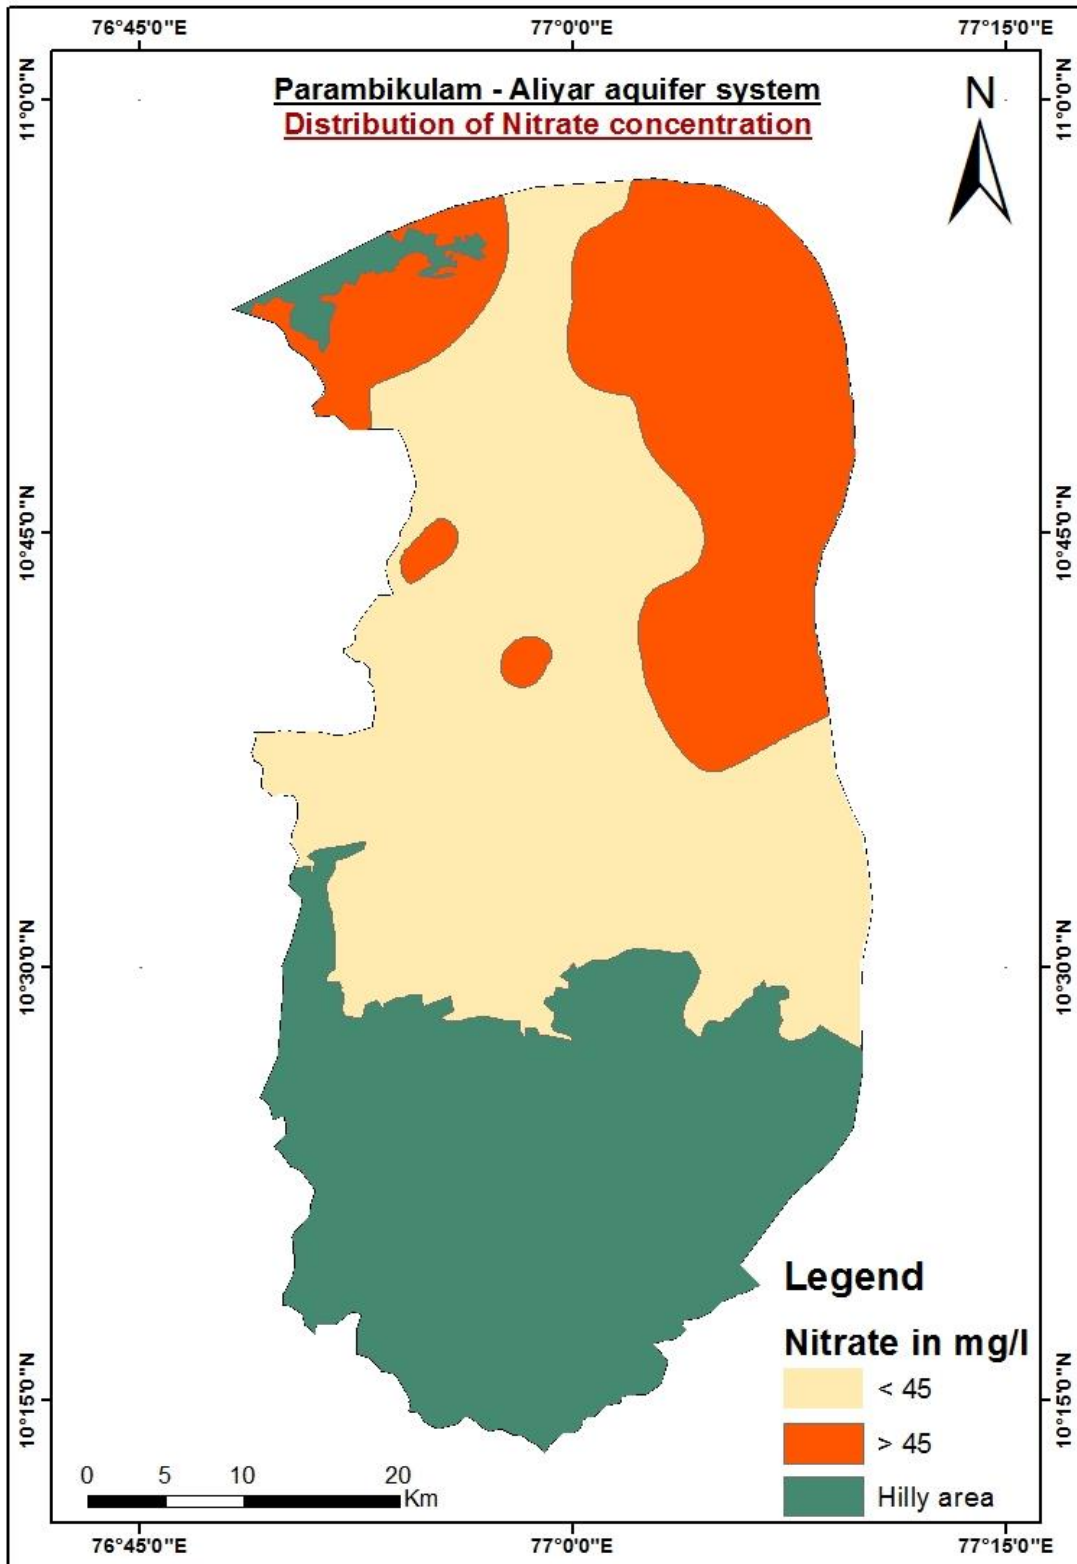 76°45'0"E
77°0'0"E
77°15'0"E
11°0'0"N
11°0'0"N
Parambikulam - Aliyar aquifer system
Distribution of Nitrate concentration
N
10°45'0"N
10°45'0"N
10°30'0"N
10°30'0"N
10°15'0"N
10°15'0"N
Legend
Nitrate in mg/l
< 45
> 45
Hilly area
0 5 10 20
Km
76°45'0"E
77°0'0"E
77°15'0"E